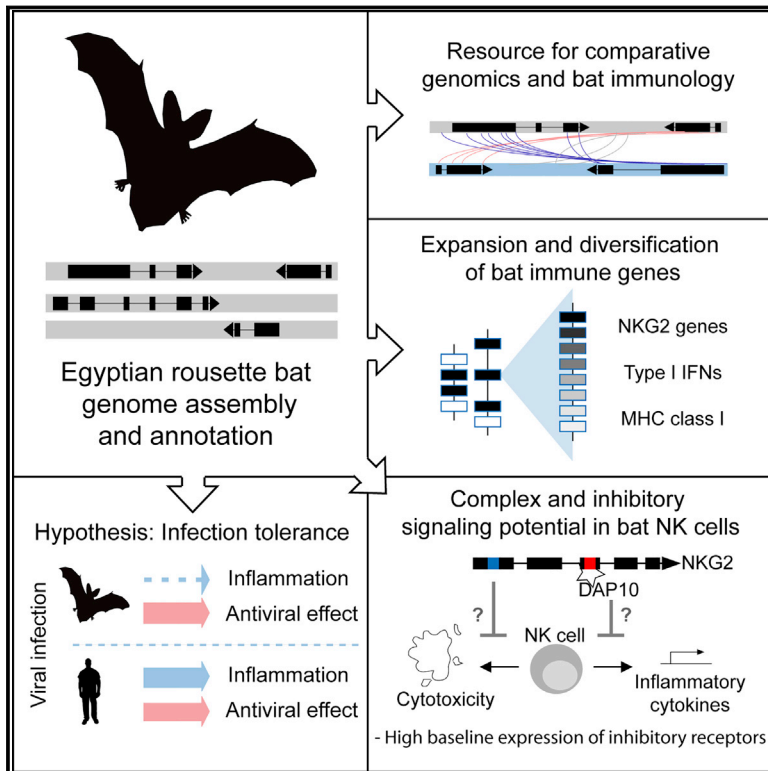 Egyptian rousette bat
genome assembly
and annotation
Resource for comparative
genomics and bat immunology
Expansion and diversification
of bat immune genes
NKG2 genes
Type I IFNs
MHC class I
Hypothesis: Infection tolerance
Viral infection
Inflammation
Antiviral effect
Inflammation
Antiviral effect
Complex and inhibitory
signaling potential in bat NK cells
NKG2
DAP10
? ?
NK cell
Cytotoxicity
Inflammatory
cytokines
- High baseline expression of inhibitory receptors